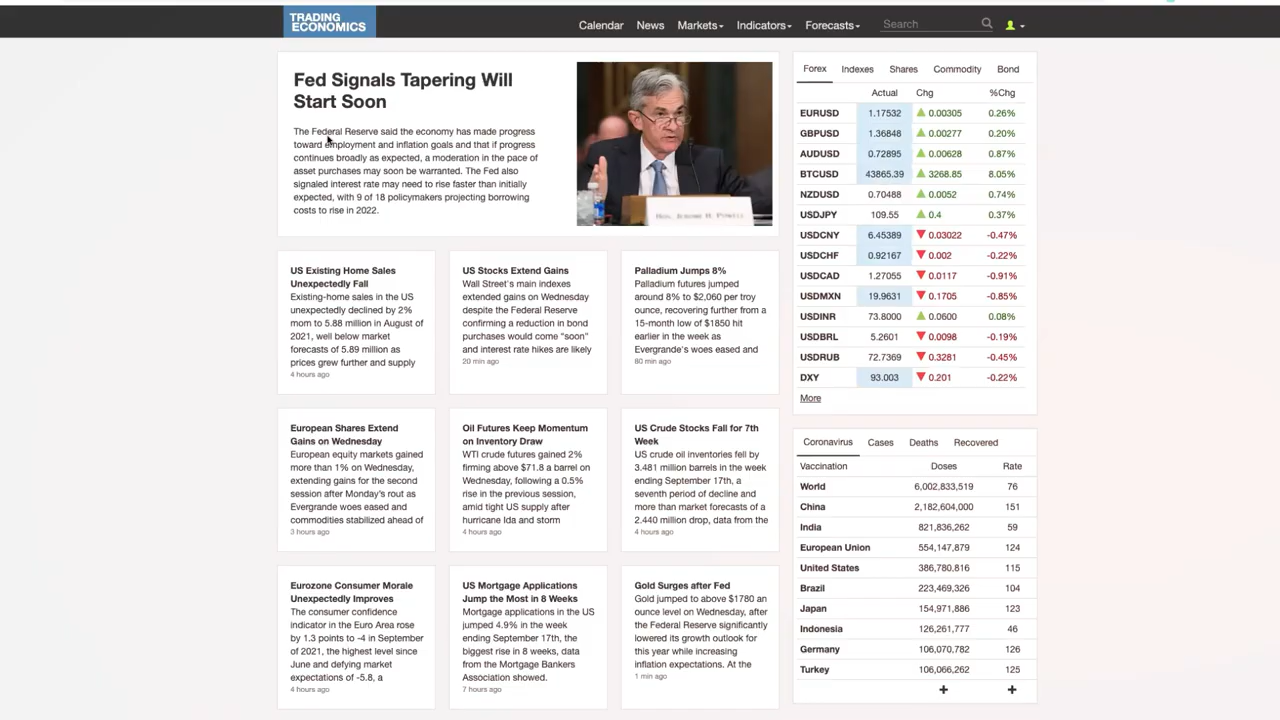 TRADING
ECONOMICS
Calendar News Markets Indicators Forecasts Search
Fed Signals Tapering Will
Start Soon
The Federal Reserve said the economy has made progress
toward employment and inflation goals and that if progress
continues broadly as expected, a moderation in the pace of
asset purchases may soon be warranted. The Fed also
signaled interest rate may need to rise faster than initially
expected, with 9 of 18 policymakers projecting borrowing
costs to rise in 2022.
HON. JEROME H. POWELL
US Existing Home Sales
Unexpectedly Fall
Existing-home sales in the US
unexpectedly declined by 2%
mom to 5.88 million in August of
2021, well below market
forecasts of 5.89 million as
prices grew further and supply
4 hours ago
US Stocks Extend Gains
Wall Street's main indexes
extended gains on Wednesday
despite the Federal Reserve
confirming a reduction in bond
purchases would come "soon"
and interest rate hikes are likely
20 min ago
Palladium Jumps 8%
Palladium futures jumped
around 8% to $2,060 per troy
ounce, recovering further from a
15-month low of $1850 hit
earlier in the week as
Evergrande's woes eased and
80 min ago
European Shares Extend
Gains on Wednesday
European equity markets gained
more than 1% on Wednesday,
extending gains for the second
session after Monday's rout as
Evergrande woes eased and
commodities stabilized ahead of
3 hours ago
Oil Futures Keep Momentum
on Inventory Draw
WTI crude futures gained 2%
firming above $71.8 a barrel on
Wednesday, following a 0.5%
rise in the previous session,
amid tight US supply after
hurricane Ida and storm
4 hours ago
US Crude Stocks Fall for 7th
Week
US crude oil inventories fell by
3.481 million barrels in the week
ending September 17th, a
seventh period of decline and
more than market forecasts of a
2.440 million drop, data from the
4 hours ago
Eurozone Consumer Morale
Unexpectedly Improves
The consumer confidence
indicator in the Euro Area rose
by 1.3 points to -4 in September
of 2021, the highest level since
June and defying market
expectations of -5.8, a
4 hours ago
US Mortgage Applications
Jump the Most in 8 Weeks
Mortgage applications in the US
jumped 4.9% in the week
ending September 17th, the
biggest rise in 8 weeks, data
from the Mortgage Bankers
Association showed.
7 hours ago
Gold Surges after Fed
Gold jumped to above $1780 an
ounce level on Wednesday, after
the Federal Reserve significantly
lowered its growth outlook for
this year while increasing
inflation expectations. At the
1 min ago
Forex Indexes Shares Commodity Bond
Actual Chg %Chg
EURUSD 1.17532 0.00305 0.26%
GBPUSD 1.36848 0.00277 0.20%
AUDUSD 0.72895 0.00628 0.87%
BTCUSD 43865.39 3268.85 8.05%
NZDUSD 0.70488 0.0052 0.74%
USDJPY 109.55 0.4 0.37%
USDCNY 6.45389 0.03022 -0.47%
USDCHF 0.92167 0.002 -0.22%
USDCAD 1.27055 0.0117 -0.91%
USDMXN 19.9631 0.1705 -0.85%
USDINR 73.8000 0.0600 0.08%
USDBRL 5.2601 0.0098 -0.19%
USDRUB 72.7369 0.3281 -0.45%
DXY 93.003 0.201 -0.22%
More
Coronavirus Cases Deaths Recovered
Vaccination Doses Rate
World 6,002,833,519 76
China 2,182,604,000 151
India 821,836,262 59
European Union 554,147,879 124
United States 386,780,816 115
Brazil 223,469,326 104
Japan 154,971,886 123
Indonesia 126,261,777 46
Germany 106,070,782 126
Turkey 106,066,262 125